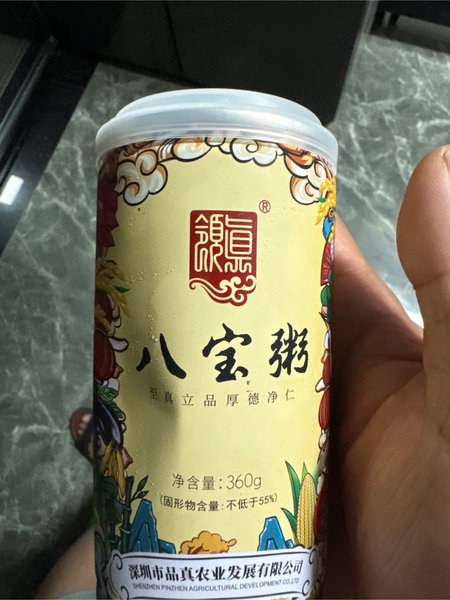 ®
八宝粥
至真立品厚德净仁
净含量:360g
(固形物含量:不低于55%)
深圳市品真农业发展有限公司
SHENZHEN PINZHEN AGRICULTURAL DEVELOPMENT CO.,LTD